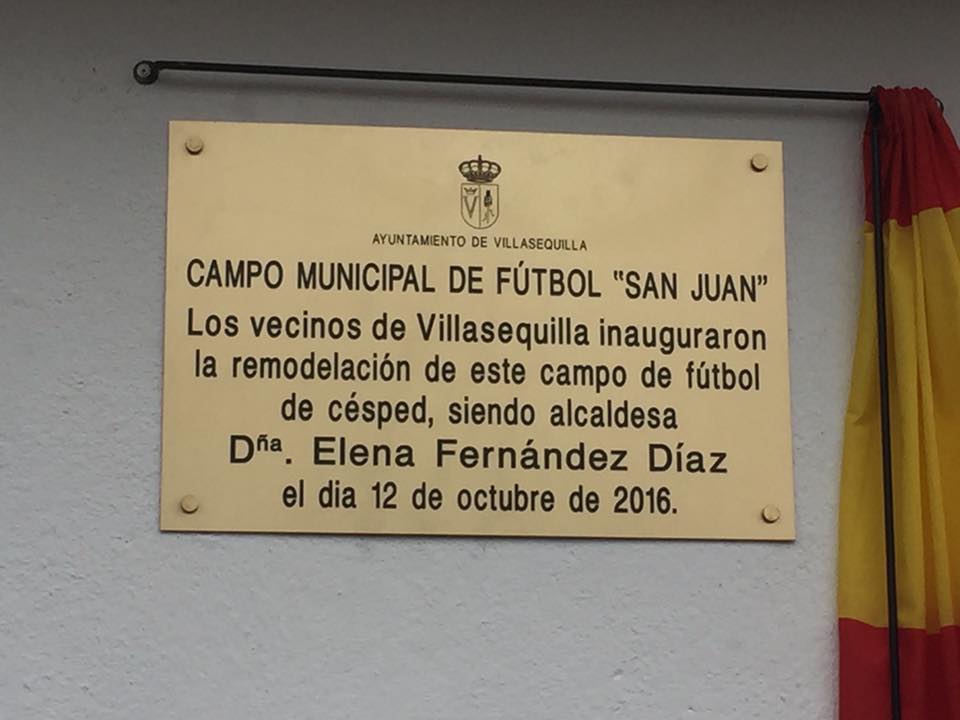 AYUNTAMIENTO DE VILLASEQUILLA
CAMPO MUNICIPAL DE FÚTBOL "SAN JUAN"
Los vecinos de Villasequilla inauguraron
la remodelación de este campo de fútbol
de césped, siendo alcaldesa
Dña. Elena Fernández Díaz
el dia 12 de octubre de 2016.